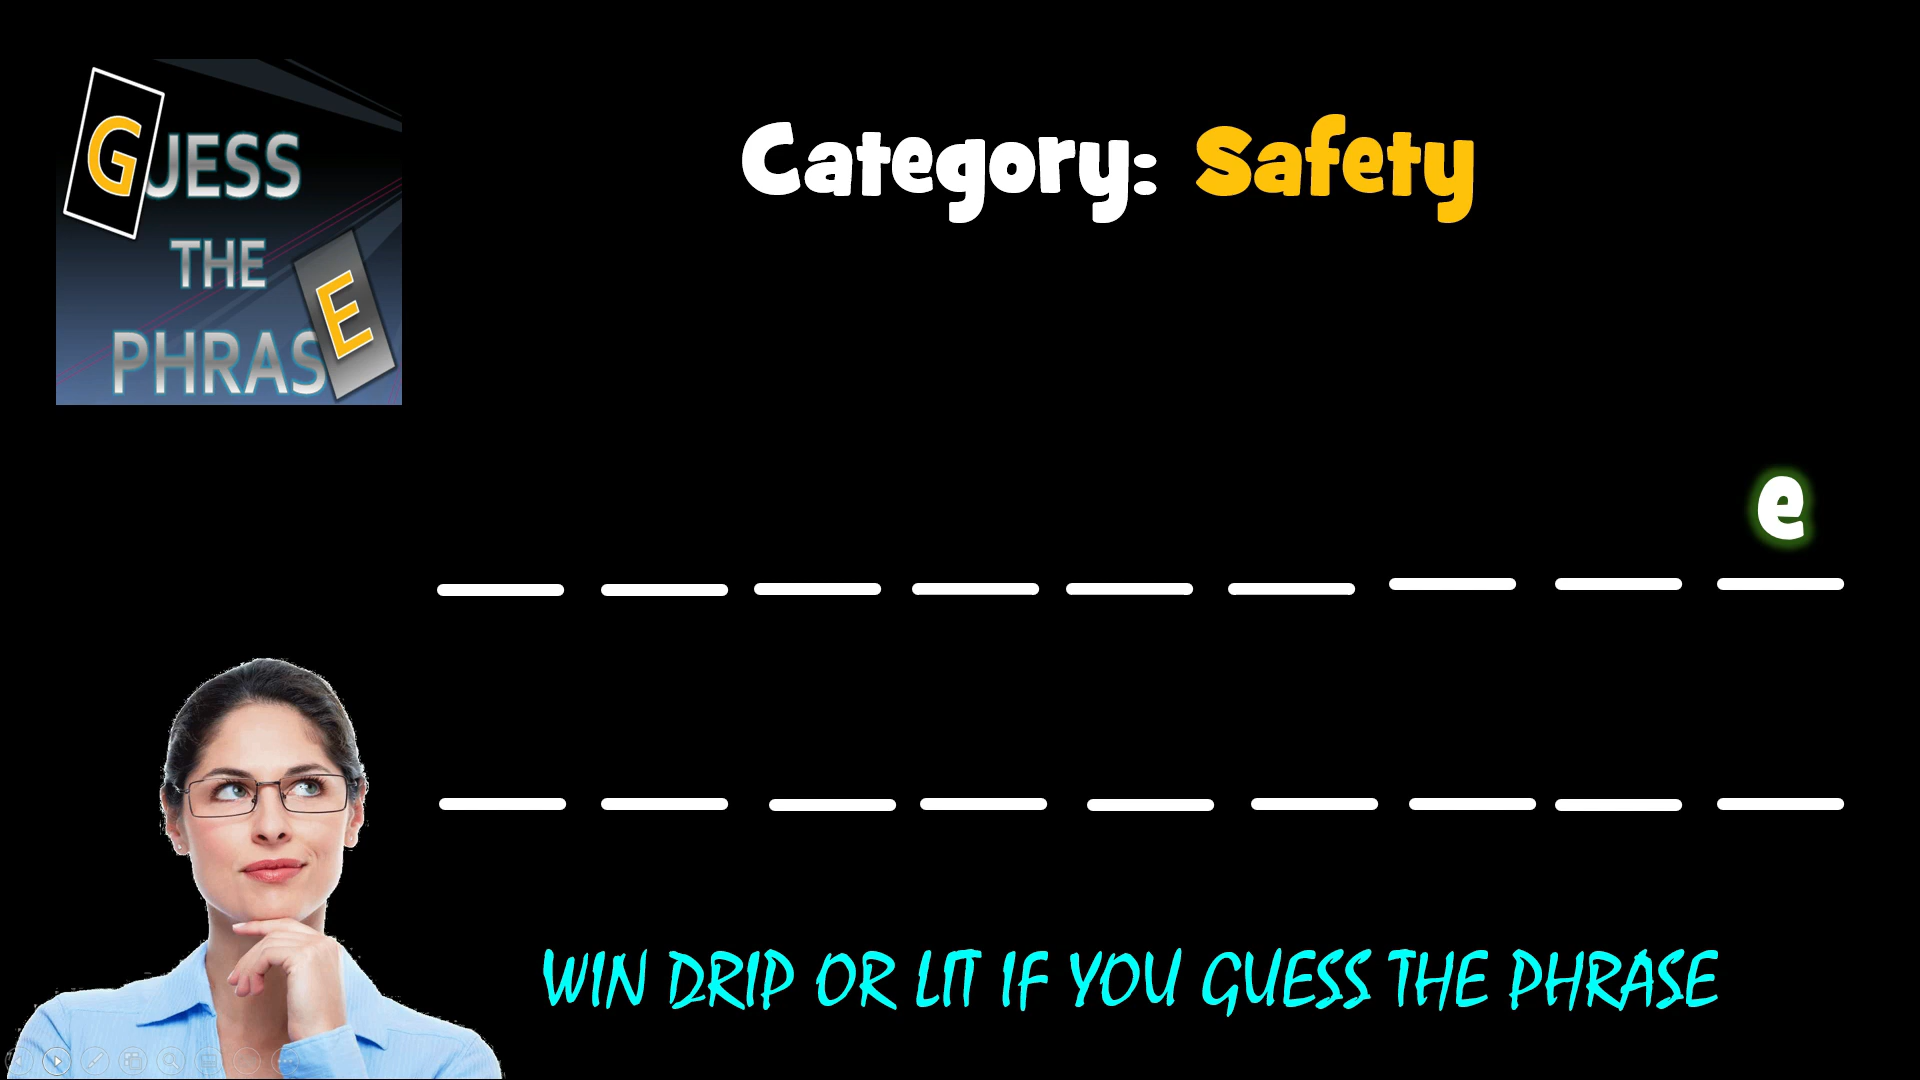 GUESS
THE
PHRASE
Category: Safety
e
WIN DRIP OR LIT IF YOU GUESS THE PHRASE